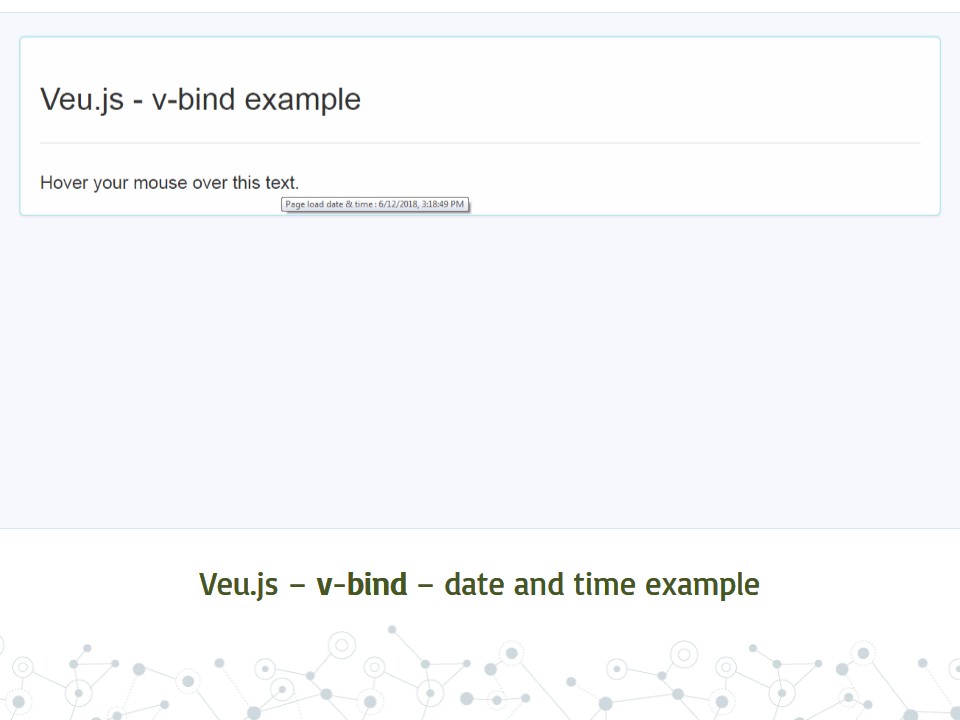 Veu.js - v-bind example
Hover your mouse over this text.
Page load date & time : 6/12/2018, 3:18:49 PM
Veu.js – v-bind – date and time example